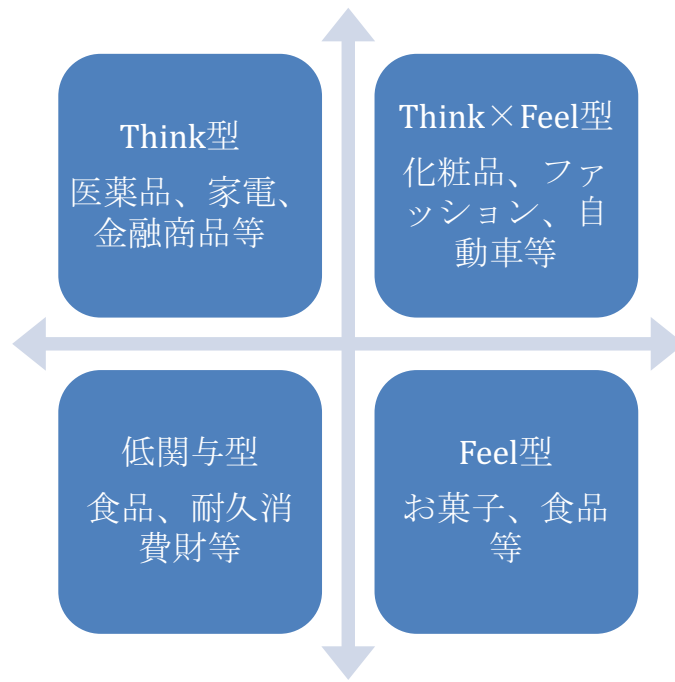 Think型
医薬品、家電、
金融商品等
Think×Feel型
化粧品、ファ
ッション、自
動車等
低関与型
食品、耐久消
費財等
Feel型
お菓子、食品
等